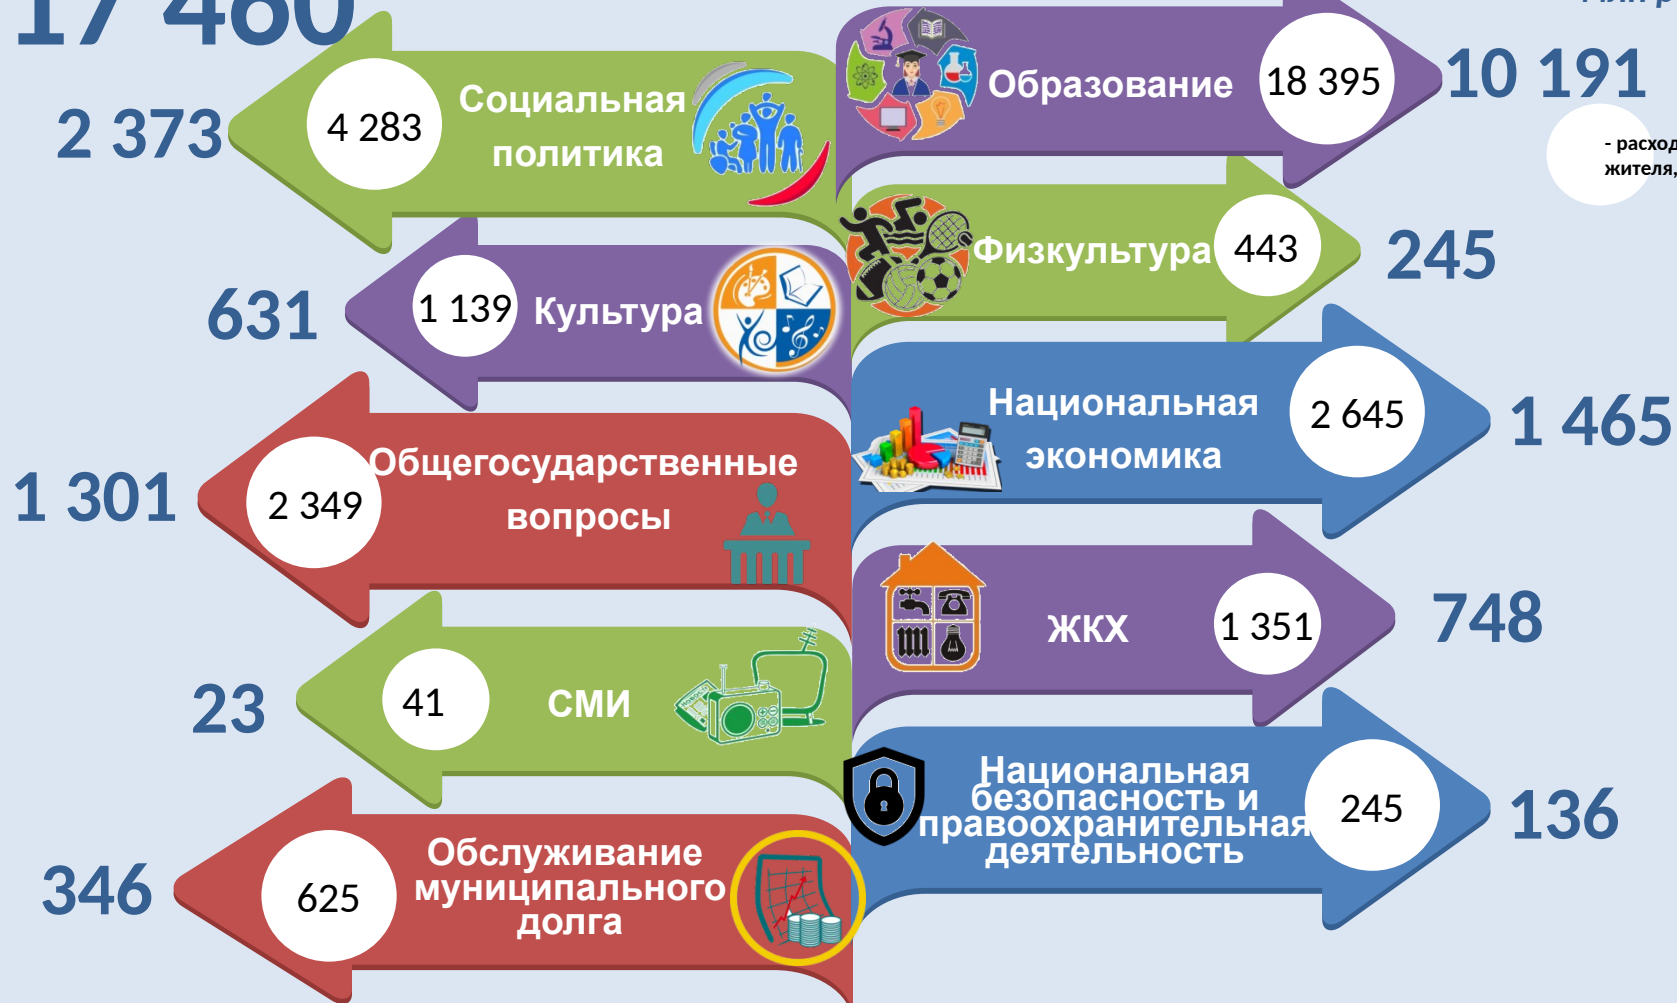 17 460
Социальная
политика
4 283
2 373
Образование
18 395
10 191
- расход
жителя,
Физкультура
443
245
Культура
1 139
631
Национальная
экономика
2 645
1 465
Общегосударственные
вопросы
2 349
1 301
ЖКХ
1 351
748
СМИ
41
23
Национальная
безопасность и
правоохранительная
деятельность
245
136
Обслуживание
муниципального
долга
625
346